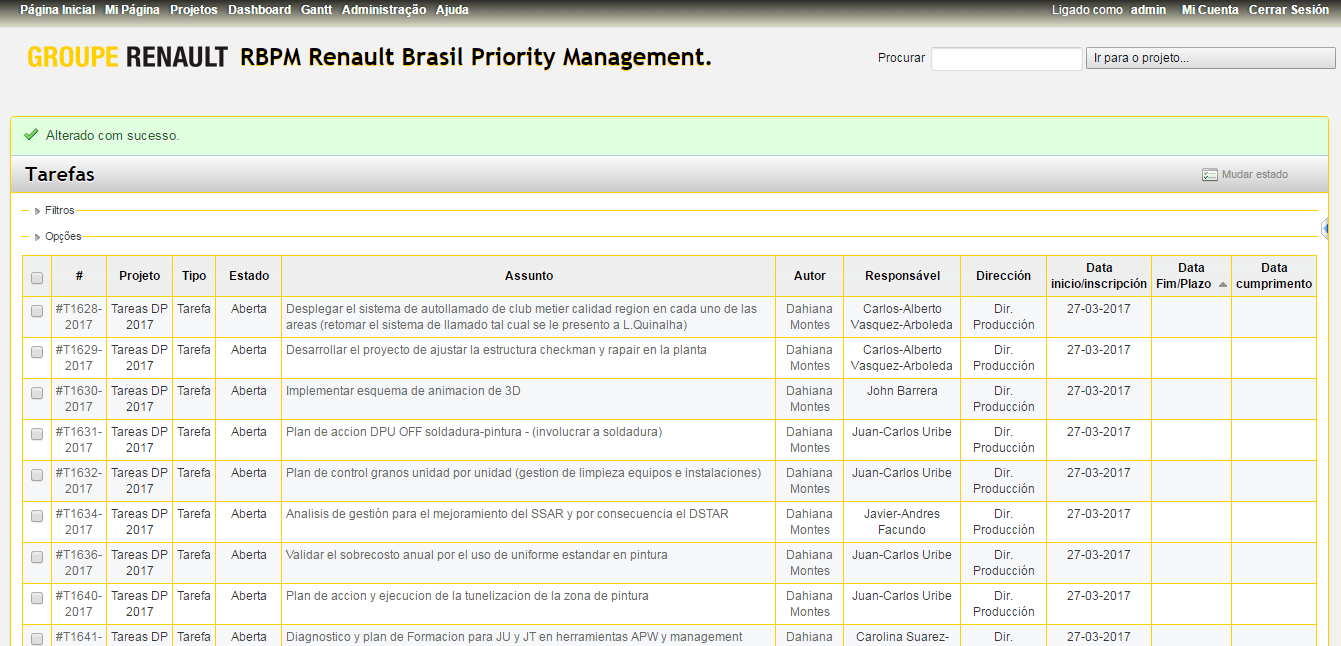 Página Inicial Mi Página Projetos Dashboard Gantt Administração Ajuda Ligado como admin Mi Cuenta Cerrar Sesión
GROUPE RENAULT RBPM Renault Brasil Priority Management. Procurar Ir para o projeto...
Alterado com sucesso.
Tarefas Mudar estado
Filtros
Opções
# Projeto Tipo Estado Assunto Autor Responsável Dirección Data inicio/inscripción Data Fim/Plazo Data cumprimento
#T1628- Tareas DP Tarefa Aberta Desplegar el sistema de autollamado de club metier calidad region en cada uno de las Dahiana Carlos-Alberto Dir. 27-03-2017
2017 2017 areas (retomar el sistema de llamado tal cual se le presento a L.Quinalha) Montes Vasquez-Arboleda Producción
#T1629- Tareas DP Tarefa Aberta Desarrollar el proyecto de ajustar la estructura checkman y rapair en la planta Dahiana Carlos-Alberto Dir. 27-03-2017
2017 2017 Montes Vasquez-Arboleda Producción
#T1630- Tareas DP Tarefa Aberta Implementar esquema de animacion de 3D Dahiana John Barrera Dir. 27-03-2017
2017 2017 Montes Producción
#T1631- Tareas DP Tarefa Aberta Plan de accion DPU OFF soldadura-pintura - (involucrar a soldadura) Dahiana Juan-Carlos Uribe Dir. 27-03-2017
2017 2017 Montes Producción
#T1632- Tareas DP Tarefa Aberta Plan de control granos unidad por unidad (gestion de limpieza equipos e instalaciones) Dahiana Juan-Carlos Uribe Dir. 27-03-2017
2017 2017 Montes Producción
#T1634- Tareas DP Tarefa Aberta Analisis de gestión para el mejoramiento del SSAR y por consecuencia el DSTAR Dahiana Javier-Andres Dir. 27-03-2017
2017 2017 Montes Facundo Producción
#T1636- Tareas DP Tarefa Aberta Validar el sobrecosto anual por el uso de uniforme estandar en pintura Dahiana Juan-Carlos Uribe Dir. 27-03-2017
2017 2017 Montes Producción
#T1640- Tareas DP Tarefa Aberta Plan de accion y ejecucion de la tunelizacion de la zona de pintura Dahiana Juan-Carlos Uribe Dir. 27-03-2017
2017 2017 Montes Producción
#T1641- Tareas DP Tarefa Aberta Diagnostico y plan de Formacion para JU y JT en herramientas APW y management Dahiana Carolina Suarez- Dir. 27-03-2017